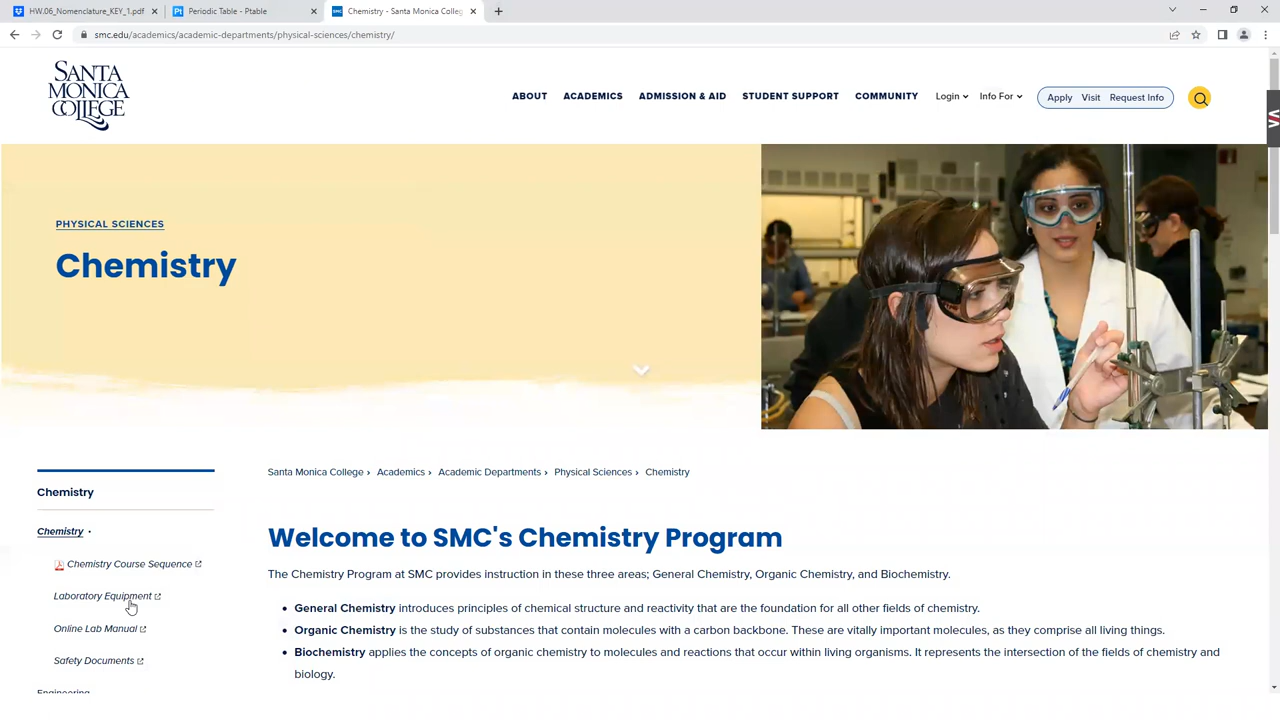 HW.06_Nomenclature_KEY_1.pdf
Periodic Table - Ptable
Chemistry - Santa Monica Colleg
smc.edu/academics/academic-departments/physical-sciences/chemistry/
SANTA
MONICA
COLLEGE
ABOUT ACADEMICS ADMISSION & AID STUDENT SUPPORT COMMUNITY Login Info For Apply Visit Request Info
PHYSICAL SCIENCES
Chemistry
Santa Monica College › Academics › Academic Departments › Physical Sciences › Chemistry
Chemistry
Chemistry
Chemistry Course Sequence
Laboratory Equipment
Online Lab Manual
Safety Documents
Engineering
Welcome to SMC's Chemistry Program
The Chemistry Program at SMC provides instruction in these three areas; General Chemistry, Organic Chemistry, and Biochemistry.
• General Chemistry introduces principles of chemical structure and reactivity that are the foundation for all other fields of chemistry.
• Organic Chemistry is the study of substances that contain molecules with a carbon backbone. These are vitally important molecules, as they comprise all living things.
• Biochemistry applies the concepts of organic chemistry to molecules and reactions that occur within living organisms. It represents the intersection of the fields of chemistry and
biology.